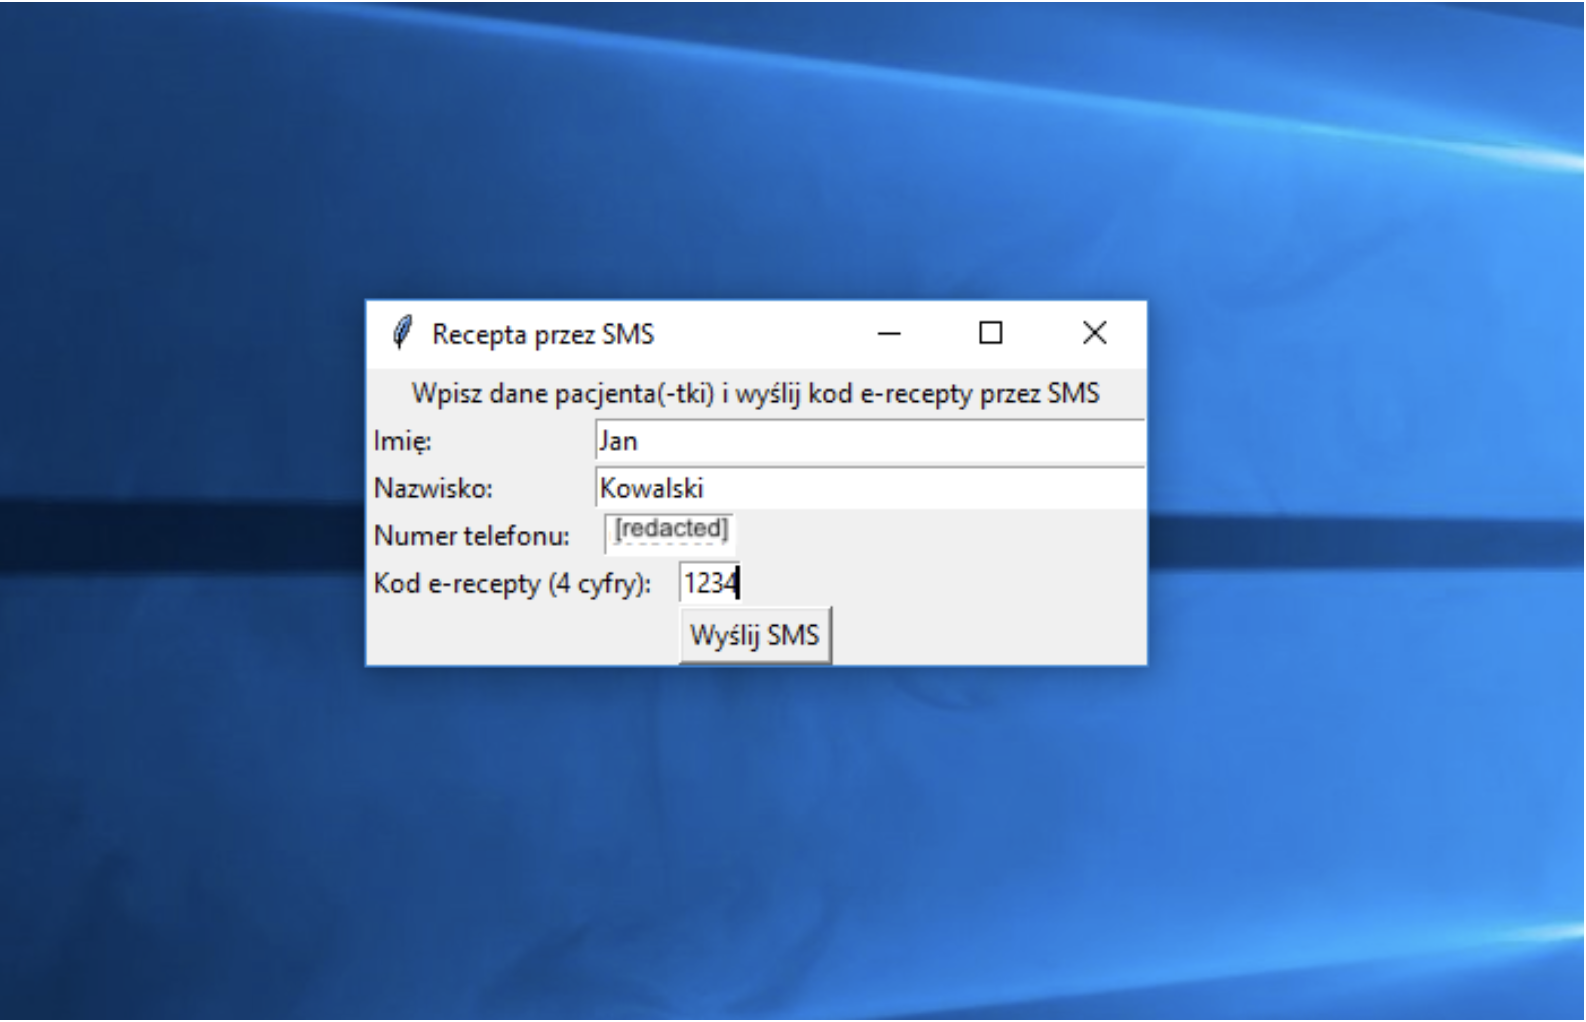 Recepta przez SMS
Wpisz dane pacjenta(-tki) i wyślij kod e-recepty przez SMS
Imię: Jan
Nazwisko: Kowalski
Numer telefonu: [redacted]
Kod e-recepty (4 cyfry): 1234
Wyślij SMS